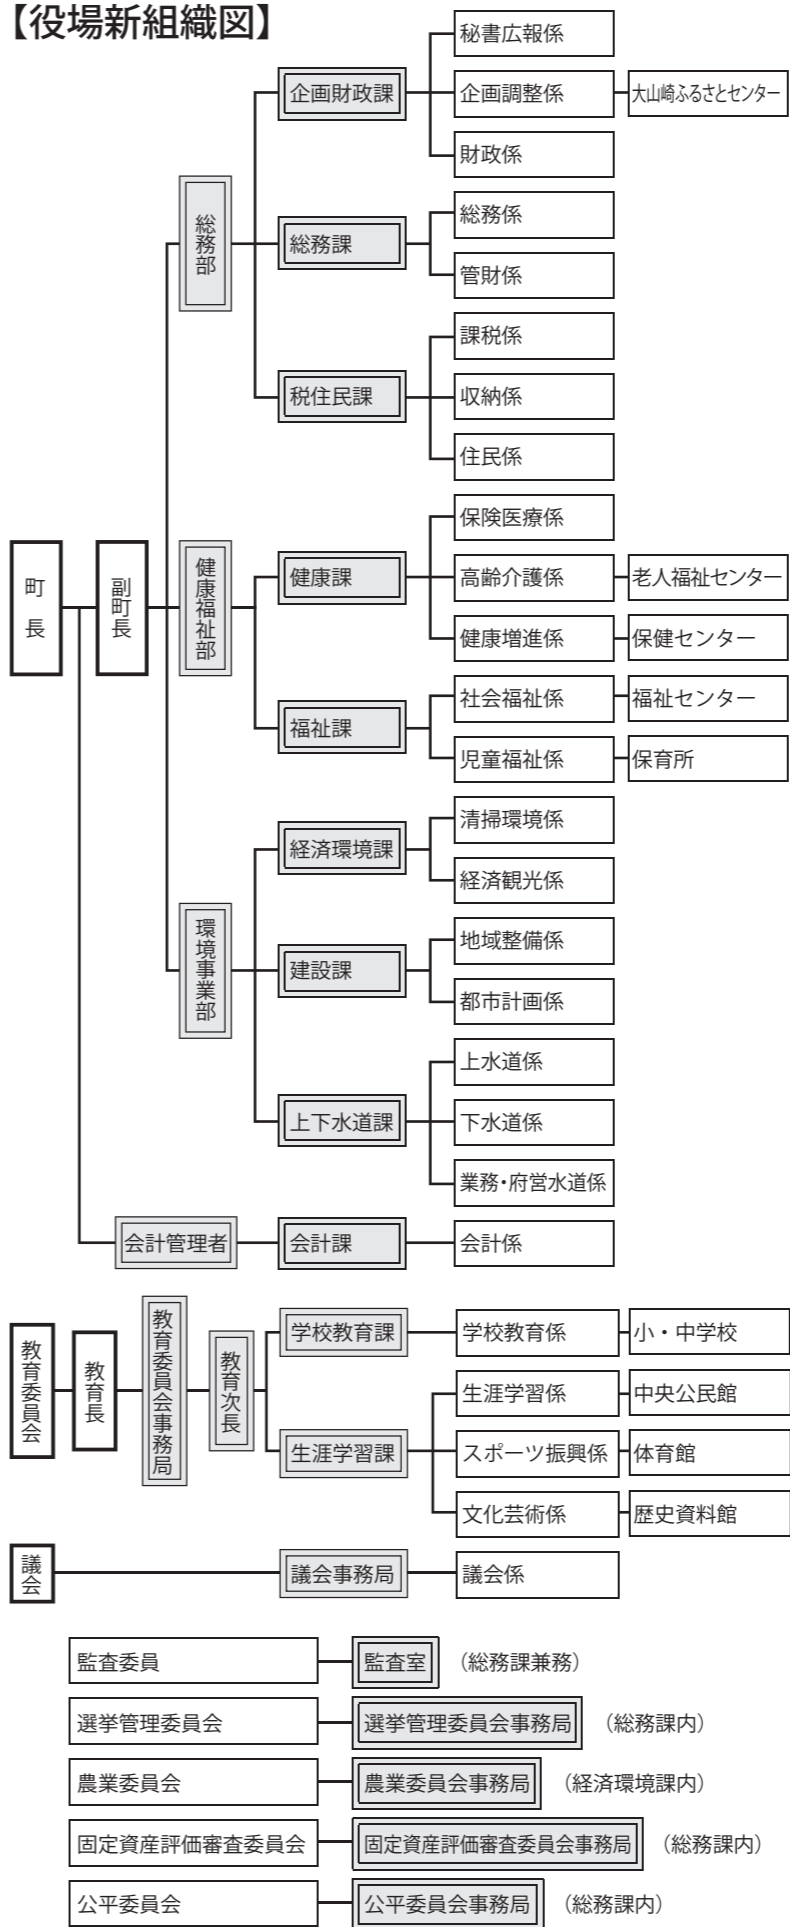 【役場新組織図】
秘書広報係
企画財政課
企画調整係
大山崎ふるさとセンター
財政係
総務部
総務課
総務係
管財係
税住民課
課税係
収納係
住民係
町長
副町長
健康福祉部
健康課
保険医療係
高齢介護係
老人福祉センター
健康増進係
保健センター
福祉課
社会福祉係
福祉センター
児童福祉係
保育所
環境事業部
経済環境課
清掃環境係
経済観光係
建設課
地域整備係
都市計画係
上下水道課
上水道係
下水道係
業務・府営水道係
会計管理者
会計課
会計係
教育委員会
教育長
教育委員会事務局
教育次長
学校教育課
学校教育係
小・中学校
生涯学習課
生涯学習係
中央公民館
スポーツ振興係
体育館
文化芸術係
歴史資料館
議会
議会事務局
議会係
監査委員
監査室
（総務課兼務）
選挙管理委員会
選挙管理委員会事務局
（総務課内）
農業委員会
農業委員会事務局
（経済環境課内）
固定資産評価審査委員会
固定資産評価審査委員会事務局
（総務課内）
公平委員会
公平委員会事務局
（総務課内）